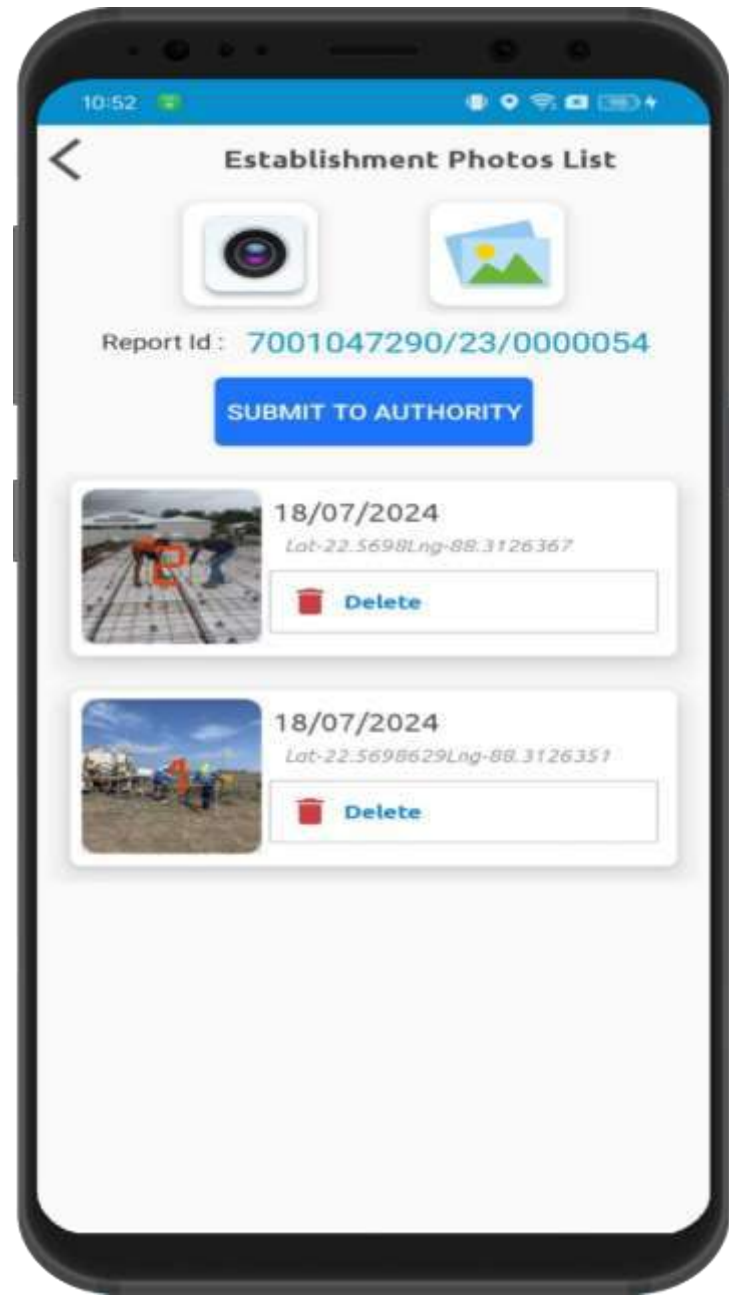 10:52
Establishment Photos List
Report Id : 7001047290/23/0000054
SUBMIT TO AUTHORITY
18/07/2024
Lat-22.5698Lng-88.3126367
Delete
18/07/2024
Lat-22.5698629Lng-88.3126351
Delete